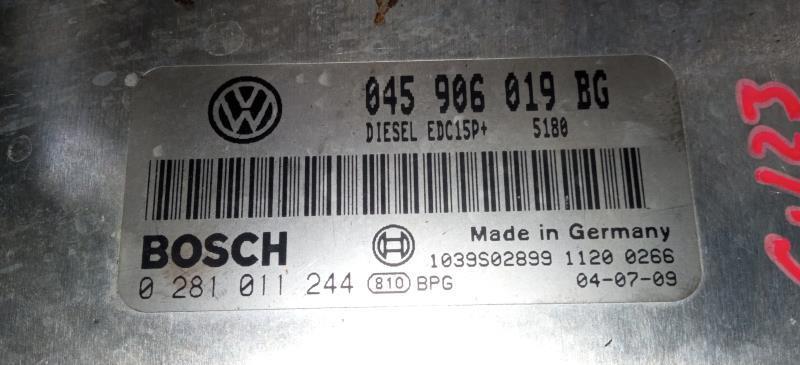 045 906 019 BG
DIESEL EDC15P+ 5180
BOSCH
Made in Germany
1039S02899 1120 0266
0 281 011 244 810 BPG
04-07-09
C.123